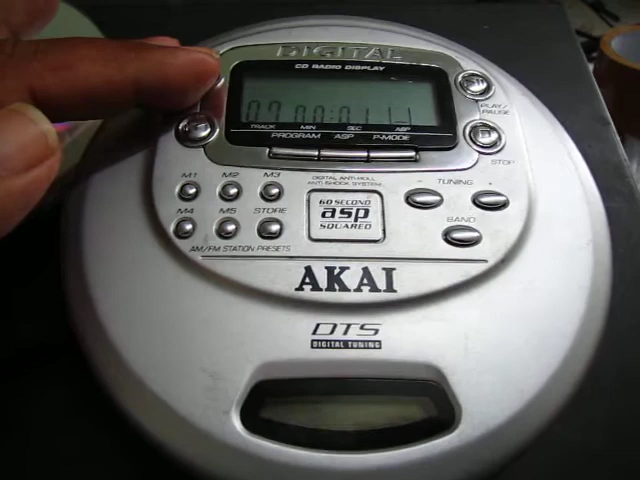 DIGITAL
CD RADIO DISPLAY
07 00:01
TRACK MIN SEC ASP
PROGRAM ASP P-MODE
PLAY/
PAUSE
STOP
M1 M2 M3
DIGITAL ANTI-ROLL
ANTI SHOCK SYSTEM
- TUNING +
60 SECOND
asp
SQUARED
M4 M5 STORE
BAND
AM/FM STATION PRESETS
AKAI
DTS
DIGITAL TUNING